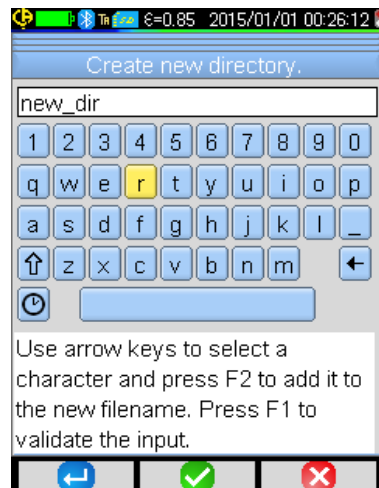 TR ε=0.85 2015/01/01 00:26:12
Create new directory.
new_dir
1 2 3 4 5 6 7 8 9 0
q w e r t y u i o p
a s d f g h j k l _
z x c v b n m
Use arrow keys to select a
character and press F2 to add it to
the new filename. Press F1 to
validate the input.